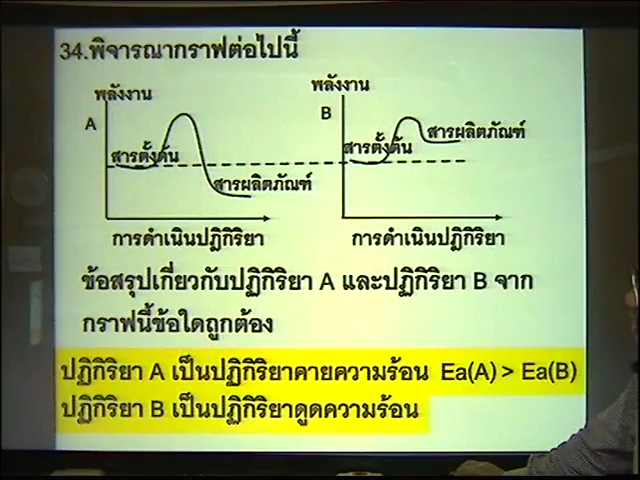 34.พิจารณากราฟต่อไปนี้
พลังงาน
A
สารตั้งต้น
สารผลิตภัณฑ์
การดำเนินปฏิกิริยา
พลังงาน
B
สารตั้งต้น
สารผลิตภัณฑ์
การดำเนินปฏิกิริยา
ข้อสรุปเกี่ยวกับปฏิกิริยา A และปฏิกิริยา B จาก
กราฟนี้ข้อใดถูกต้อง
ปฏิกิริยา A เป็นปฏิกิริยาคายความร้อน Ea(A) > Ea(B)
ปฏิกิริยา B เป็นปฏิกิริยาดูดความร้อน